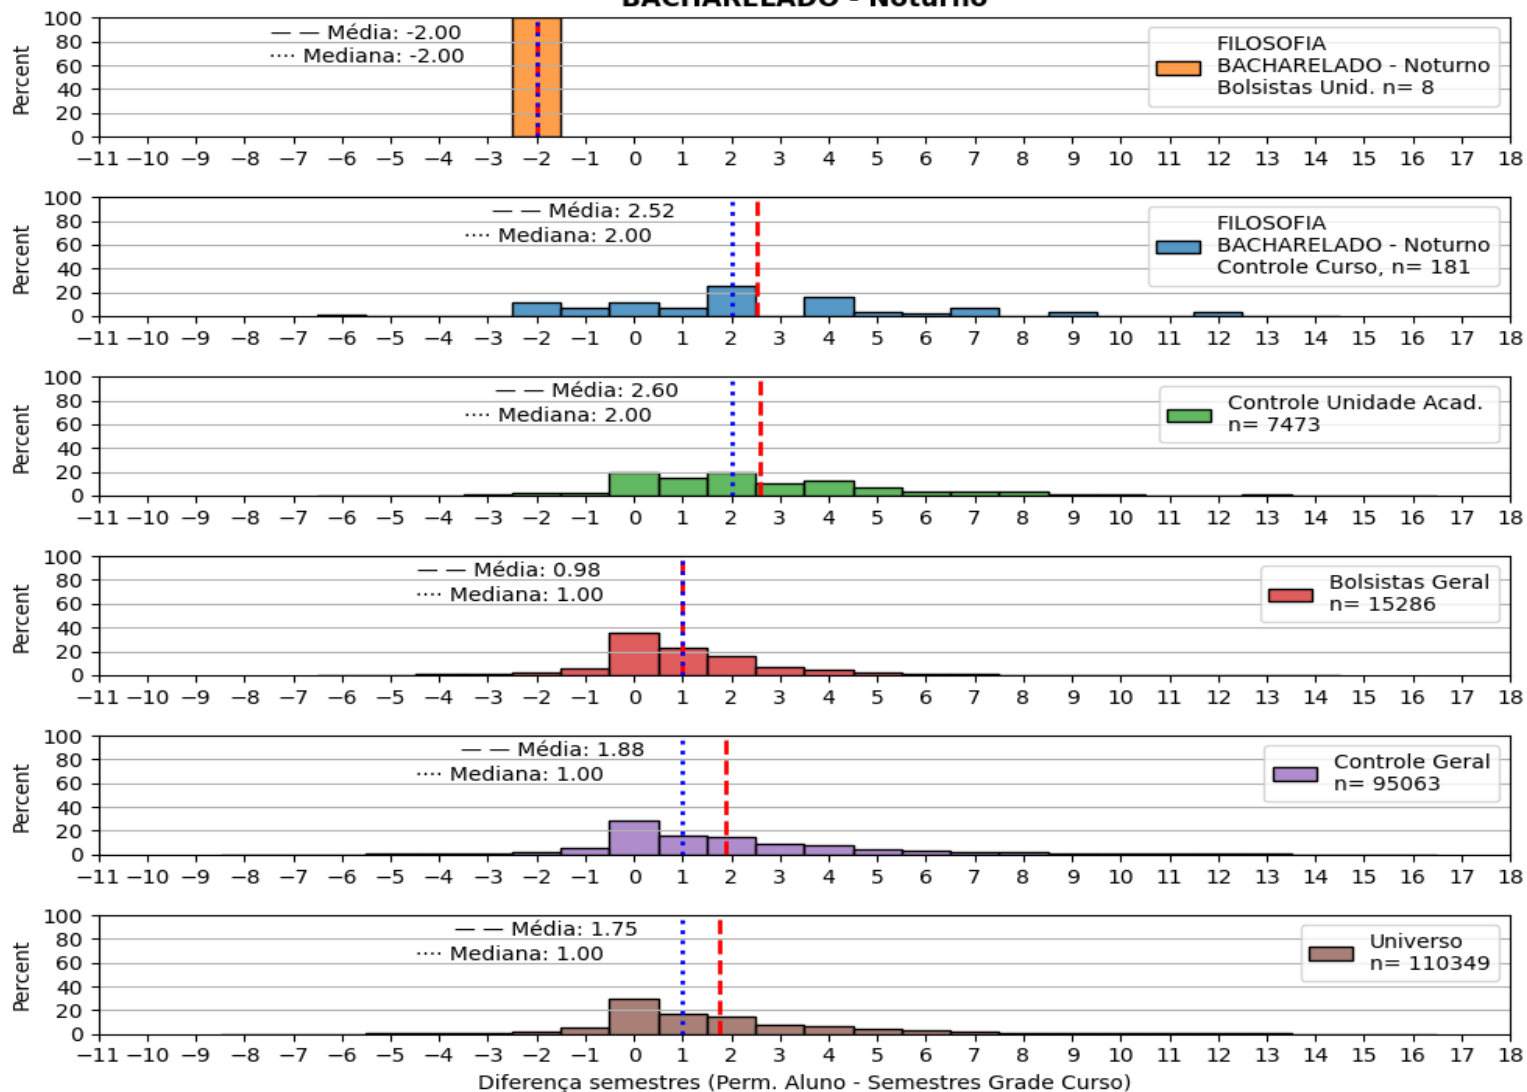 BACHARELADO - Noturno
Percent
100
80
60
40
20
0
— — Média: -2.00
···· Mediana: -2.00
FILOSOFIA
BACHARELADO - Noturno
Bolsistas Unid. n= 8
−11 −10 −9 −8 −7 −5 −4 −3 −2 −1 0 1 2 4 5 6 7 8 9 10 11 12 13 14 15 16 17 18
Percent
100
80
60
40
20
0
— — Média: 2.52
···· Mediana: 2.00
FILOSOFIA
BACHARELADO - Noturno
Controle Curso, n= 181
−11 −10 −9 −8 −7 −5 −4 −3 −2 −1 0 1 2 4 5 6 7 8 9 10 11 12 13 14 15 16 17 18
Percent
100
80
60
40
20
0
— — Média: 2.60
···· Mediana: 2.00
Controle Unidade Acad.
n= 7473
−11 −10 −9 −8 −7 −5 −4 −3 −2 −1 0 1 2 4 5 6 7 8 9 10 11 12 13 14 15 16 17 18
Percent
100
80
60
40
20
0
— — Média: 0.98
···· Mediana: 1.00
Bolsistas Geral
n= 15286
−11 −10 −9 −8 −7 −5 −4 −3 −2 −1 0 1 2 4 5 6 7 8 9 10 11 12 13 14 15 16 17 18
Percent
100
80
60
40
20
0
— — Média: 1.88
···· Mediana: 1.00
Controle Geral
n= 95063
−11 −10 −9 −8 −7 −5 −4 −3 −2 −1 0 1 2 4 5 6 7 8 9 10 11 12 13 14 15 16 17 18
Percent
100
80
60
40
20
0
— — Média: 1.75
···· Mediana: 1.00
Universo
n= 110349
−11 −10 −9 −8 −7 −5 −4 −3 −2 −1 0 1 2 4 5 6 7 8 9 10 11 12 13 14 15 16 17 18
Diferença semestres (Perm. Aluno - Semestres Grade Curso)